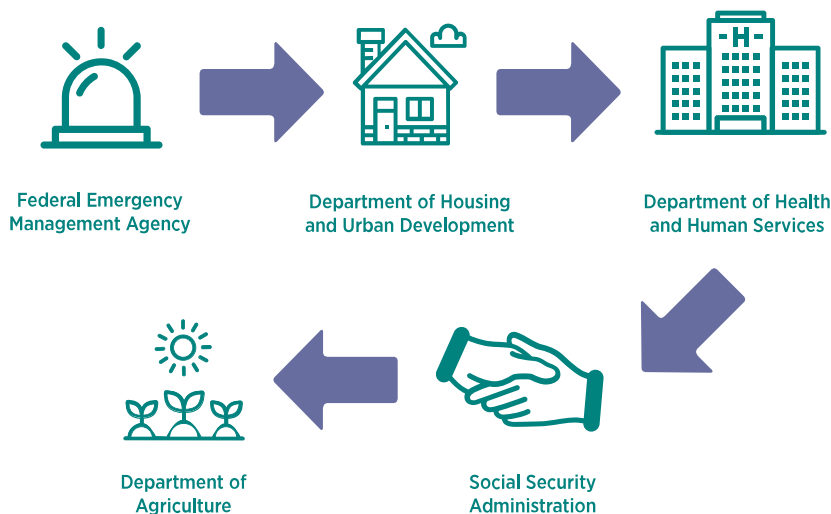 H
Federal Emergency
Management Agency
Department of Housing
and Urban Development
Department of Health
and Human Services
Social Security
Administration
Department of
Agriculture